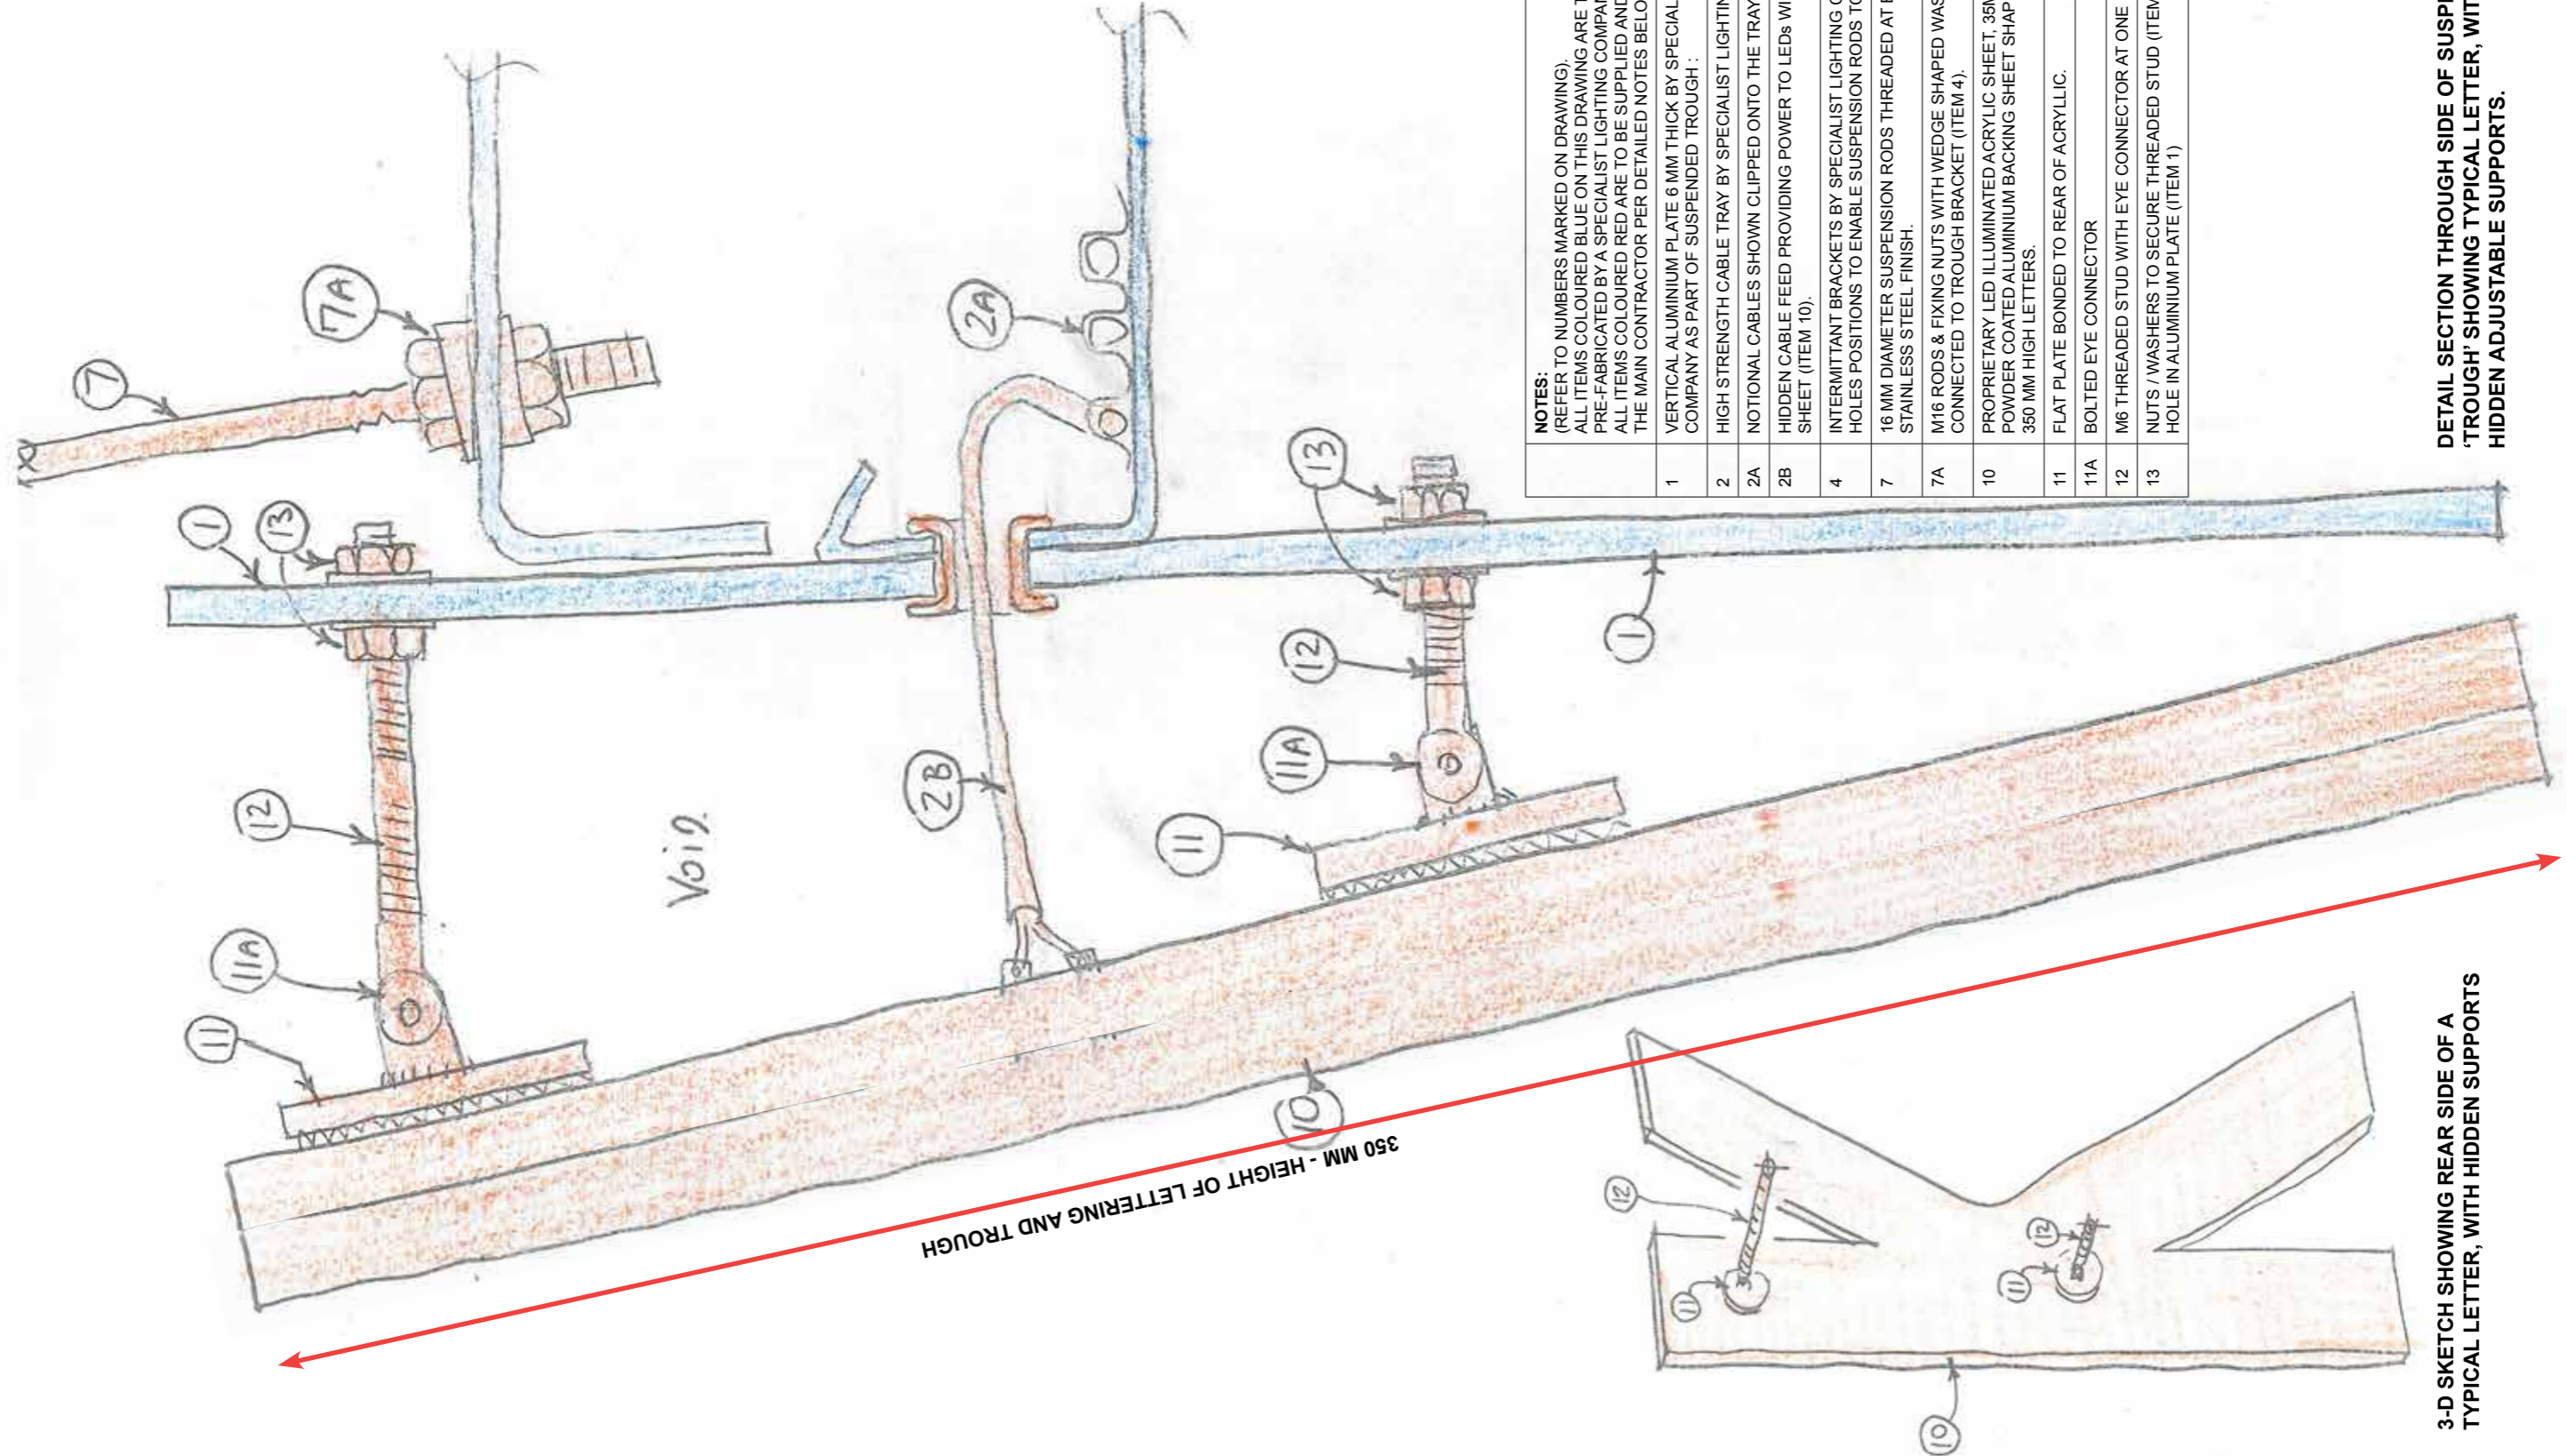 7
7A
1
13
12
11A
11
Void.
2A
2B
13
12
11A
11
1
10
350 MM - HEIGHT OF LETTERING AND TROUGH
12
11
12
11
10
3-D SKETCH SHOWING REAR SIDE OF A
TYPICAL LETTER, WITH HIDDEN SUPPORTS
NOTES:
(REFER TO NUMBERS MARKED ON DRAWING).
ALL ITEMS COLOURED BLUE ON THIS DRAWING ARE
PRE-FABRICATED BY A SPECIALIST LIGHTING
ALL ITEMS COLOURED RED ARE TO BE SUPPLIED AND
THE MAIN CONTRACTOR PER DETAILED NOTES
1 VERTICAL ALUMINIUM PLATE 6 MM THICK BY
COMPANY AS PART OF SUSPENDED TROUGH :
2 HIGH STRENGTH CABLE TRAY BY SPECIALIST
2A NOTIONAL CABLES SHOWN CLIPPED ONTO THE TRAY
2B HIDDEN CABLE FEED PROVIDING POWER TO LEDs
SHEET (ITEM 10).
4 INTERMITTANT BRACKETS BY SPECIALIST LIGHTING
HOLES POSITIONS TO ENABLE SUSPENSION RODS
7 16 MM DIAMETER SUSPENSION RODS THREADED AT
STAINLESS STEEL FINISH.
7A M16 RODS & FIXING NUTS WITH WEDGE SHAPED
CONNECTED TO TROUGH BRACKET (ITEM 4).
10 PROPRIETARY LED ILLUMINATED ACRYLIC SHEET,
POWDER COATED ALUMINIUM BACKING SHEET
350 MM HIGH LETTERS.
11 FLAT PLATE BONDED TO REAR OF ACRYLLIC.
11A BOLTED EYE CONNECTOR
12 M6 THREADED STUD WITH EYE CONNECTOR AT ONE
13 NUTS / WASHERS TO SECURE THREADED STUD
HOLE IN ALUMINIUM PLATE (ITEM 1)
DETAIL SECTION THROUGH SIDE OF
'TROUGH' SHOWING TYPICAL LETTER,
HIDDEN ADJUSTABLE SUPPORTS.